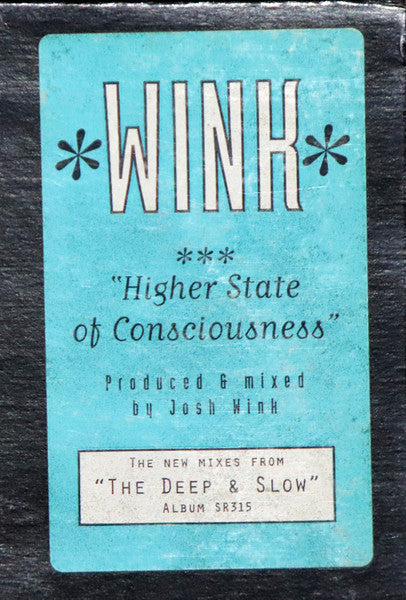 *WINK*
***
"Higher State
of Consciousness"
Produced & mixed
by Josh Wink
THE NEW MIXES FROM
"THE DEEP & SLOW"
ALBUM SR315